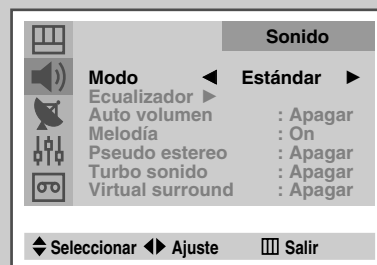 Sonido
Modo ◀ Estándar ▶
Ecualizador ▶
Auto volumen : Apagar
Melodía : On
Pseudo estereo : Apagar
Turbo sonido : Apagar
Virtual surround : Apagar
Seleccionar Ajuste Salir